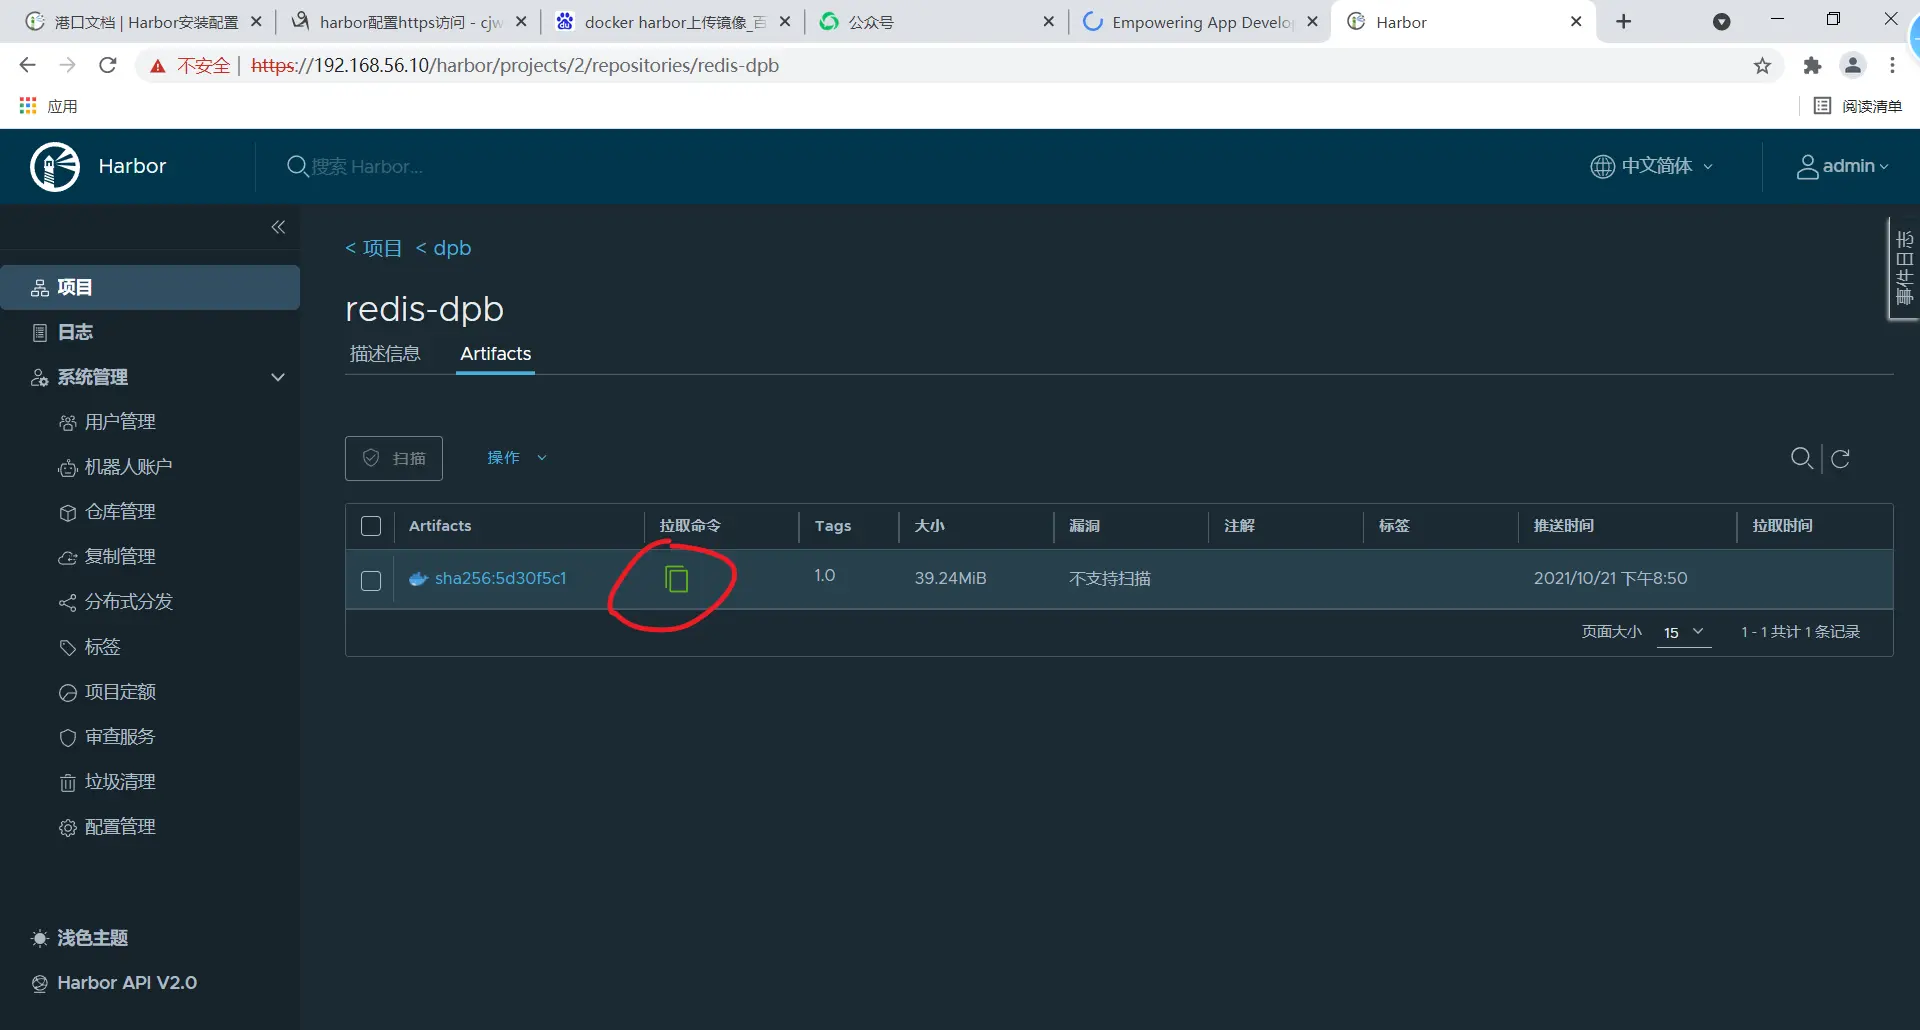 港口文档 | Harbor安装配置
harbor配置https访问 - cjw
docker harbor上传镜像_百
公众号
Empowering App Develo
Harbor
不安全 | https://192.168.56.10/harbor/projects/2/repositories/redis-dpb
应用
阅读清单
Harbor
搜索 Harbor...
中文简体
admin
事件日志
< 项目 < dpb
项目
redis-dpb
日志
描述信息
Artifacts
系统管理
用户管理
机器人账户
扫描
操作
仓库管理
Artifacts 拉取命令 Tags 大小 漏洞 注解 标签 推送时间 拉取时间
复制管理
sha256:5d30f5c1 1.0 39.24MiB 不支持扫描 2021/10/21 下午8:50
分布式分发
页面大小 15 1 - 1 共计 1 条记录
标签
项目定额
审查服务
垃圾清理
配置管理
浅色主题
Harbor API V2.0